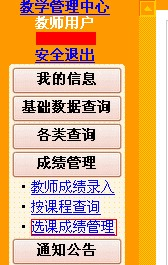 教学管理中心
教师用户
安全退出
我的信息
基础数据查询
各类查询
成绩管理
教师成绩录入
按课程查询
选课成绩管理
通知公告